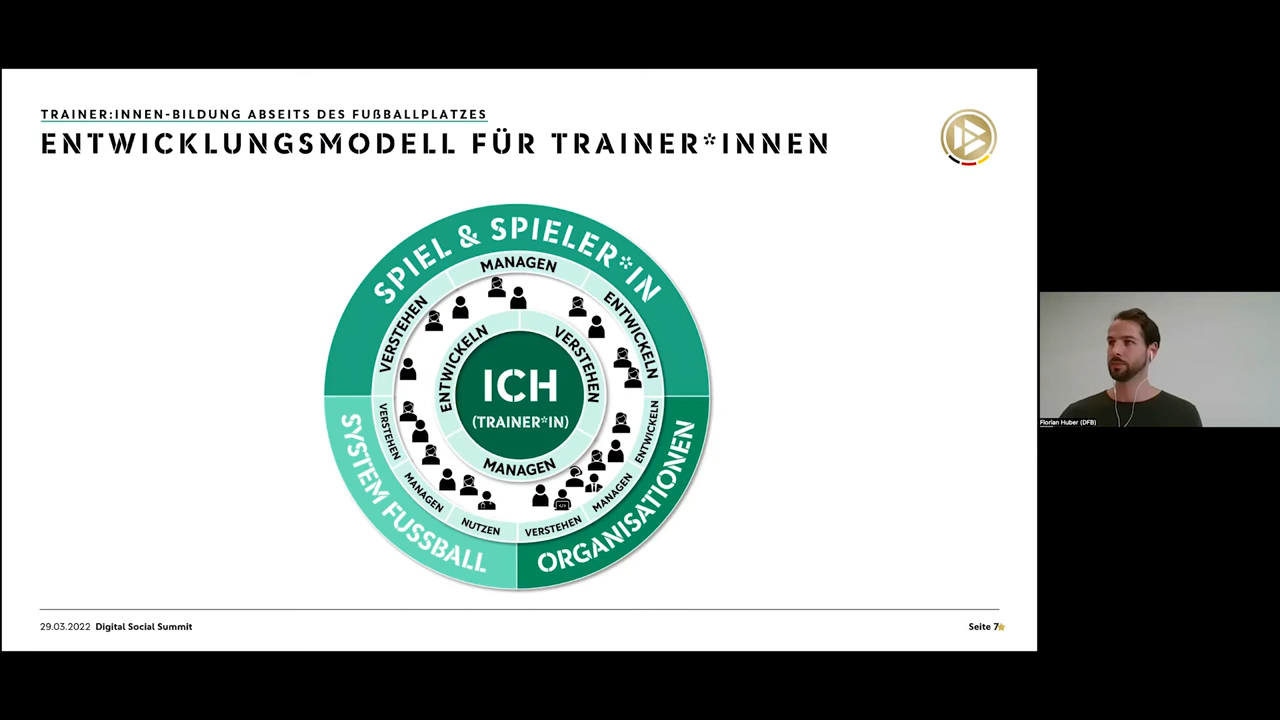 TRAINER:INNEN-BILDUNG ABSEITS DES FUẞBALLPLATZES
ENTWICKLUNGSMODELL FÜR TRAINER*INNEN
SPIEL & SPIELER*IN
MANAGEN
VERSTEHEN
ENTWICKELN
ENTWICKELN
VERSTEHEN
ICH
(TRAINER*IN)
MANAGEN
VERSTEHEN
MANAGEN
NUTZEN
VERSTEHEN
MANAGEN
ENTWICKELN
SYSTEM FUSSBALL
ORGANISATIONEN
29.03.2022 Digital Social Summit
Seite 7
Florian Huber (DFB)